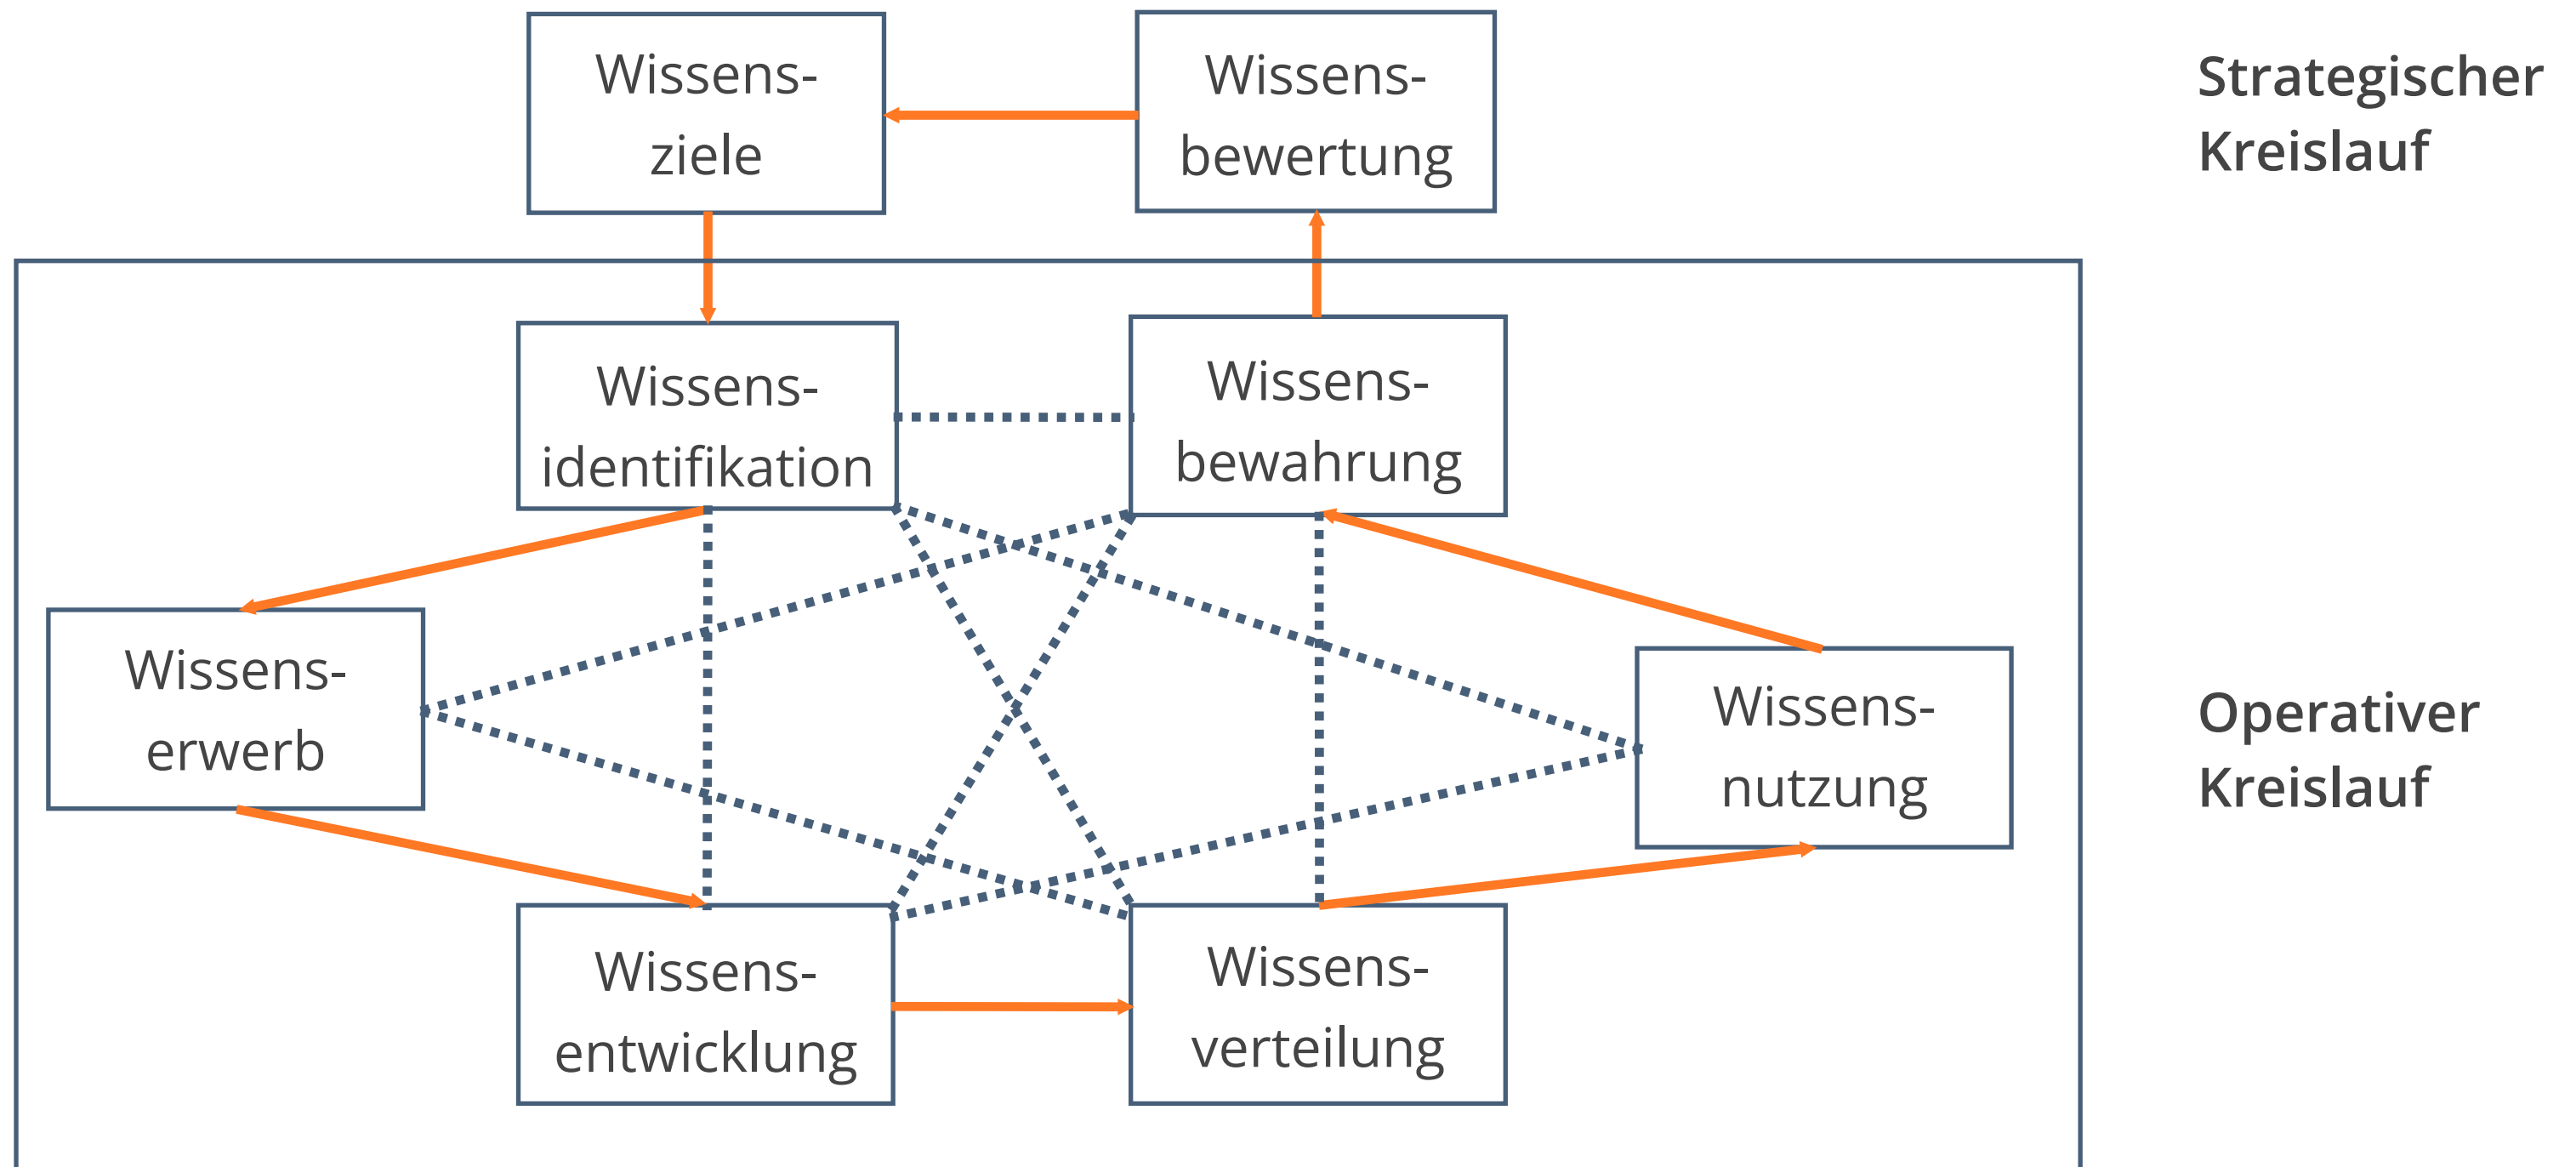 Wissens-
ziele
Wissens-
bewertung
Strategischer
Kreislauf
Wissens-
identifikation
Wissens-
bewahrung
Wissens-
erwerb
Wissens-
nutzung
Operativer
Kreislauf
Wissens-
entwicklung
Wissens-
verteilung